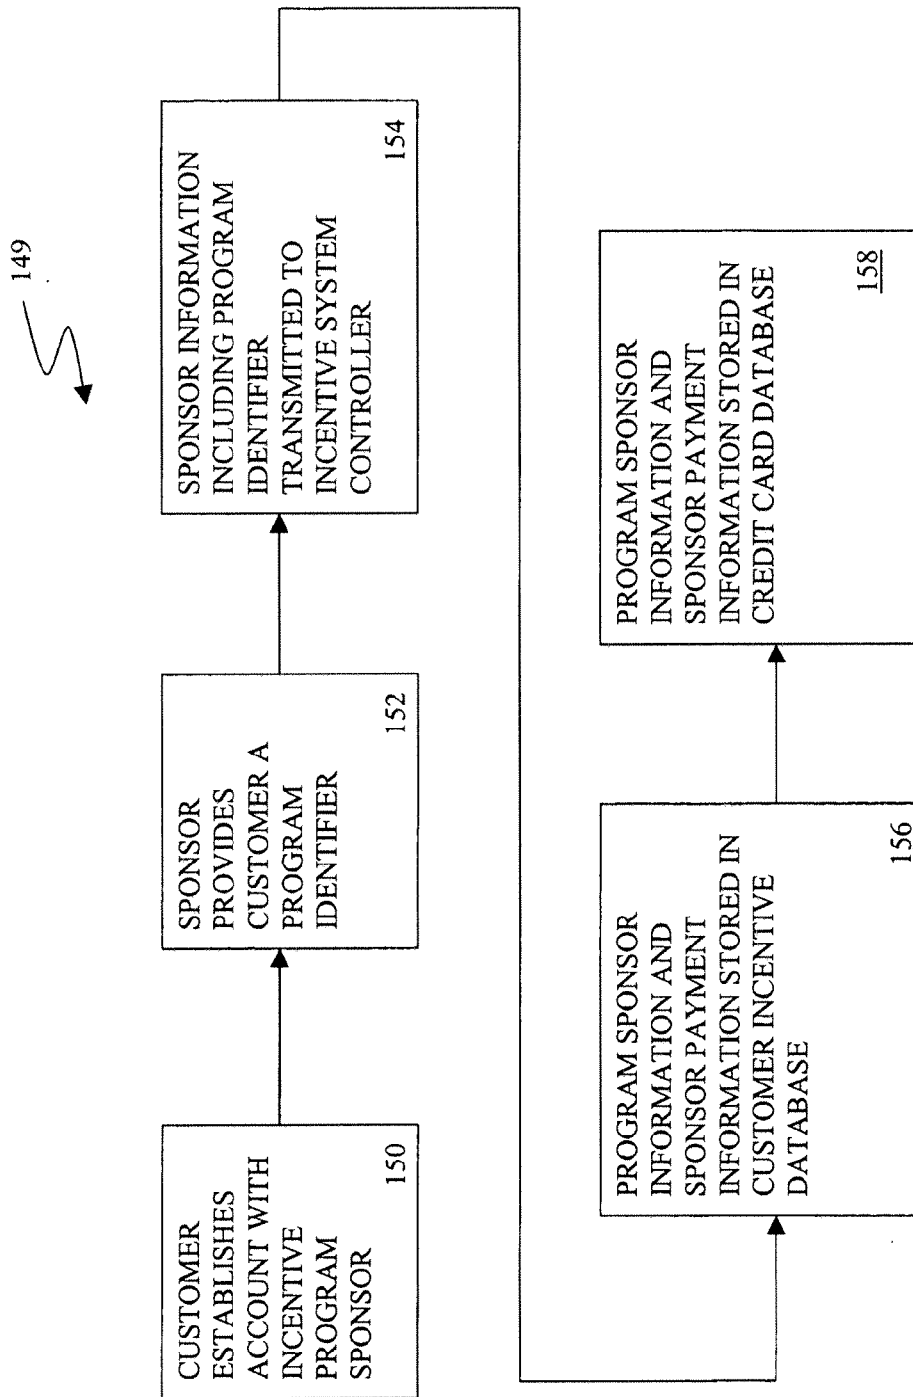 149
CUSTOMER
ESTABLISHES
ACCOUNT WITH
INCENTIVE
PROGRAM
SPONSOR
150
SPONSOR
PROVIDES
CUSTOMER A
PROGRAM
IDENTIFIER
152
SPONSOR INFORMATION
INCLUDING PROGRAM
IDENTIFIER
TRANSMITTED TO
INCENTIVE SYSTEM
CONTROLLER
154
PROGRAM SPONSOR
INFORMATION AND
SPONSOR PAYMENT
INFORMATION STORED IN
CUSTOMER INCENTIVE
DATABASE
156
PROGRAM SPONSOR
INFORMATION AND
SPONSOR PAYMENT
INFORMATION STORED IN
CREDIT CARD DATABASE
158